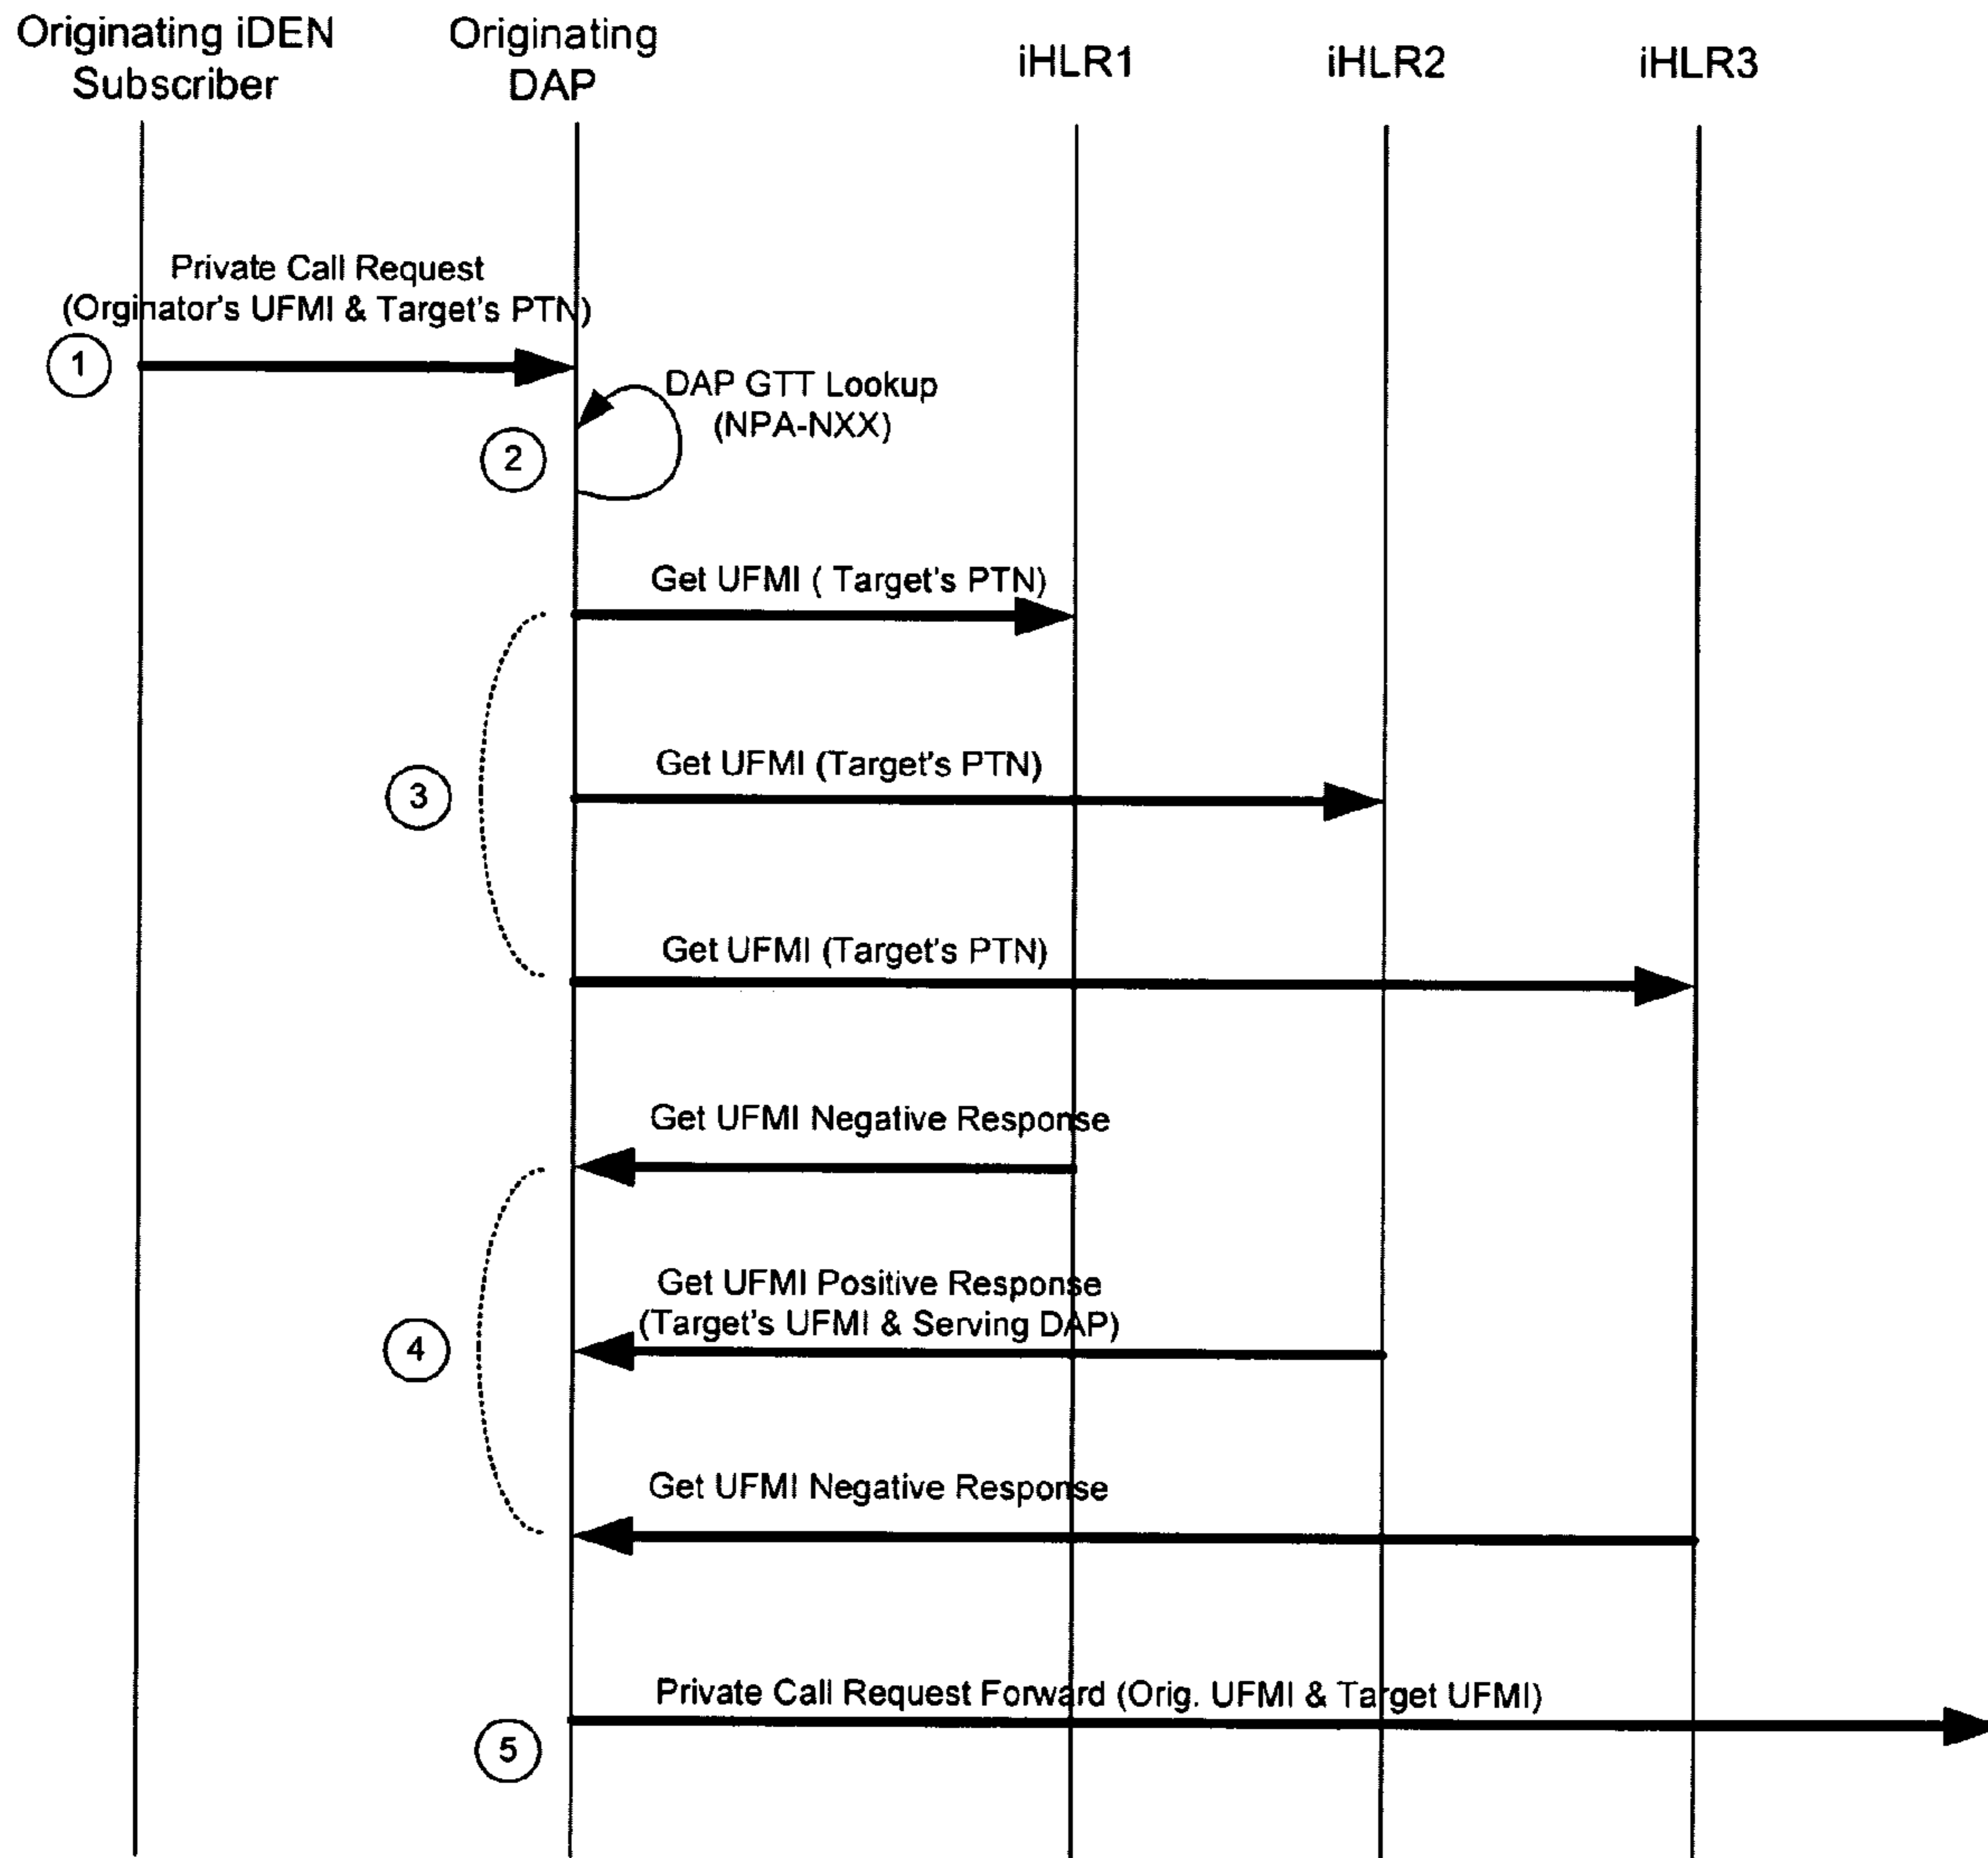 Originating iDEN
Subscriber
Originating
DAP
iHLR1
iHLR2
iHLR3
Private Call Request
(Orginator's UFMI & Target's PTN)
1
DAP GTT Lookup
(NPA-NXX)
2
Get UFMI ( Target's PTN)
Get UFMI (Target's PTN)
3
Get UFMI (Target's PTN)
Get UFMI Negative Response
Get UFMI Positive Response
(Target's UFMI & Serving DAP)
4
Get UFMI Negative Response
Private Call Request Forward (Orig. UFMI & Target UFMI)
5